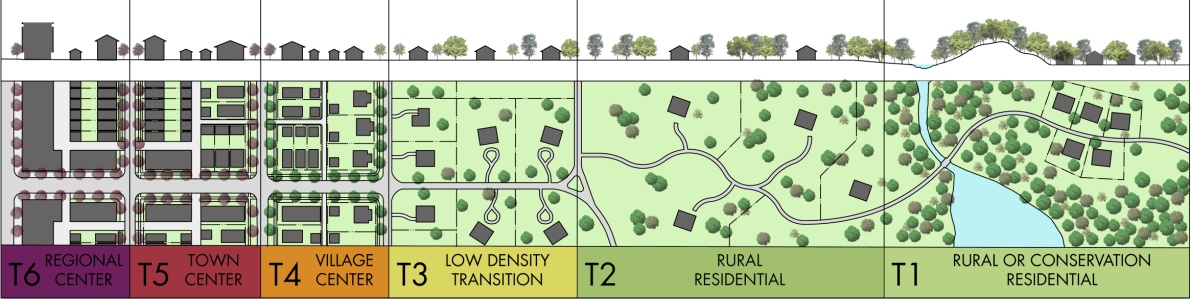 T6 REGIONAL
CENTER
T5 TOWN
CENTER
T4 VILLAGE
CENTER
T3 LOW DENSITY
TRANSITION
T2 RURAL
RESIDENTIAL
T1 RURAL OR CONSERVATION
RESIDENTIAL